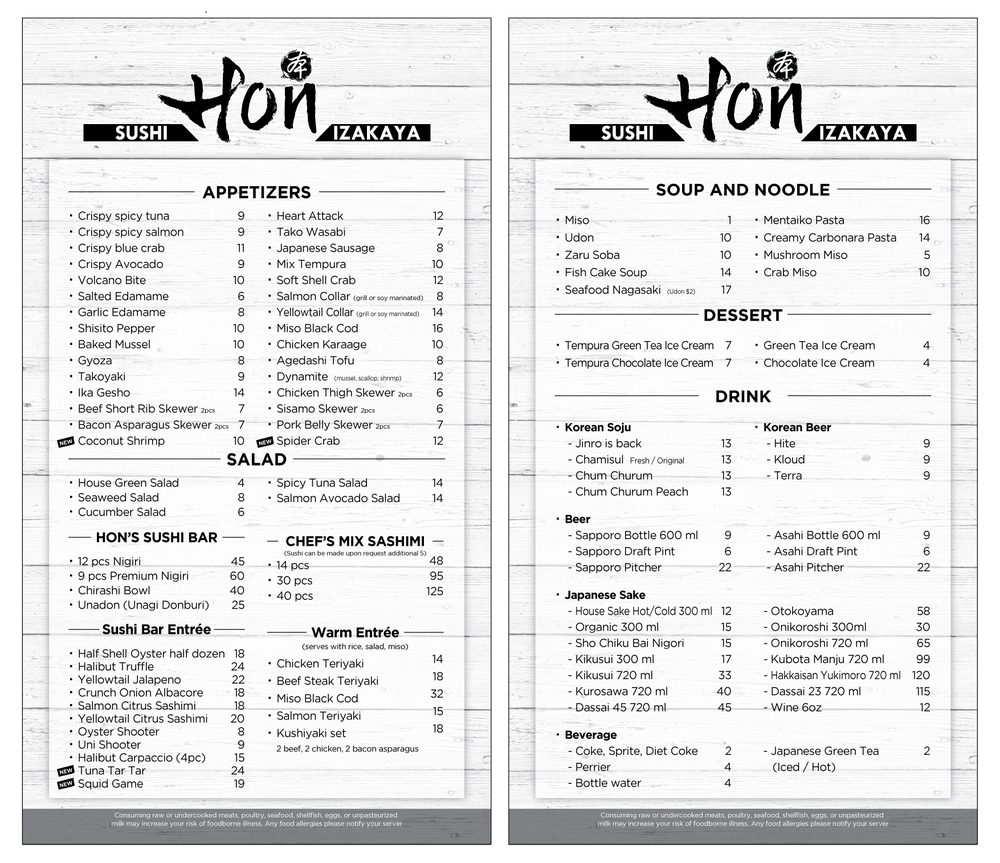 本
Hon
SUSHI IZAKAYA
APPETIZERS
• Crispy spicy tuna 9
• Crispy spicy salmon 9
• Crispy blue crab 11
• Crispy Avocado 9
• Volcano Bite 10
• Salted Edamame 6
• Garlic Edamame 8
• Shisito Pepper 10
• Baked Mussel 10
• Gyoza 8
• Takoyaki 9
• Ika Gesho 14
• Beef Short Rib Skewer 2pcs 7
• Bacon Asparagus Skewer 2pcs 7
NEW Coconut Shrimp 10
• Heart Attack 12
• Tako Wasabi 7
• Japanese Sausage 8
• Mix Tempura 10
• Soft Shell Crab 12
• Salmon Collar (grill or soy marinated) 8
• Yellowtail Collar (grill or soy marinated) 14
• Miso Black Cod 16
• Chicken Karaage 10
• Agedashi Tofu 8
• Dynamite (mussel, scallop, shrimp) 12
• Chicken Thigh Skewer 2pcs 6
• Sisamo Skewer 2pcs 6
• Pork Belly Skewer 2pcs 7
NEW Spider Crab 12
SALAD
• House Green Salad 4
• Seaweed Salad 8
• Cucumber Salad 6
• Spicy Tuna Salad 14
• Salmon Avocado Salad 14
HON'S SUSHI BAR
• 12 pcs Nigiri 45
• 9 pcs Premium Nigiri 60
• Chirashi Bowl 40
• Unadon (Unagi Donburi) 25
CHEF'S MIX SASHIMI
(Sushi can be made upon request additional 5)
• 14 pcs 48
• 30 pcs 95
• 40 pcs 125
Sushi Bar Entrée
• Half Shell Oyster half dozen 18
• Halibut Truffle 24
• Yellowtail Jalapeno 22
• Crunch Onion Albacore 18
• Salmon Citrus Sashimi 18
• Yellowtail Citrus Sashimi 20
• Oyster Shooter 8
• Uni Shooter 9
• Halibut Carpaccio (4pc) 15
NEW Tuna Tar Tar 24
NEW Squid Game 19
Warm Entrée
(serves with rice, salad, miso)
• Chicken Teriyaki 14
• Beef Steak Teriyaki 18
• Miso Black Cod 32
• Salmon Teriyaki 15
• Kushiyaki set 18
2 beef, 2 chicken, 2 bacon asparagus
Consuming raw or undercooked meats, poultry, seafood, shellfish, eggs, or unpasteurized
milk may increase your risk of foodborne illness. Any food allergies please notify your server
本
Hon
SUSHI IZAKAYA
SOUP AND NOODLE
• Miso 1
• Udon 10
• Zaru Soba 10
• Fish Cake Soup 14
• Seafood Nagasaki (Udon $2) 17
• Mentaiko Pasta 16
• Creamy Carbonara Pasta 14
• Mushroom Miso 5
• Crab Miso 10
DESSERT
• Tempura Green Tea Ice Cream 7
• Tempura Chocolate Ice Cream 7
• Green Tea Ice Cream 4
• Chocolate Ice Cream 4
DRINK
• Korean Soju
- Jinro is back 13
- Chamisul Fresh / Original 13
- Chum Churum 13
- Chum Churum Peach 13
• Korean Beer
- Hite 9
- Kloud 9
- Terra 9
• Beer
- Sapporo Bottle 600 ml 9
- Sapporo Draft Pint 6
- Sapporo Pitcher 22
- Asahi Bottle 600 ml 9
- Asahi Draft Pint 6
- Asahi Pitcher 22
• Japanese Sake
- House Sake Hot/Cold 300 ml 12
- Organic 300 ml 15
- Sho Chiku Bai Nigori 15
- Kikusui 300 ml 17
- Kikusui 720 ml 33
- Kurosawa 720 ml 40
- Dassai 45 720 ml 45
- Otokoyama 58
- Onikoroshi 300ml 30
- Onikoroshi 720 ml 65
- Kubota Manju 720 ml 99
- Hakkaisan Yukimoro 720 ml 120
- Dassai 23 720 ml 115
- Wine 6oz 12
• Beverage
- Coke, Sprite, Diet Coke 2
- Perrier 4
- Bottle water 4
- Japanese Green Tea 2
(Iced / Hot)
Consuming raw or undercooked meats, poultry, seafood, shellfish, eggs, or unpasteurized
milk may increase your risk of foodborne illness. Any food allergies please notify your server